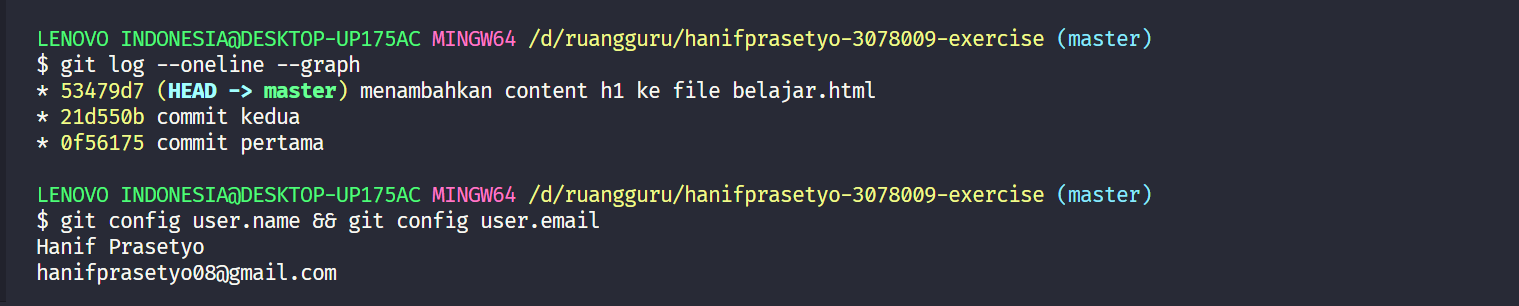 LENOVO INDONESIA@DESKTOP-UP175AC MINGW64 /d/ruangguru/hanifprasetyo-3078009-exercise (master)
$ git log --oneline --graph
* 53479d7 (HEAD -> master) menambahkan content h1 ke file belajar.html
* 21d550b commit kedua
* 0f56175 commit pertama
LENOVO INDONESIA@DESKTOP-UP175AC MINGW64 /d/ruangguru/hanifprasetyo-3078009-exercise (master)
$ git config user.name && git config user.email
Hanif Prasetyo
hanifprasetyo08@gmail.com